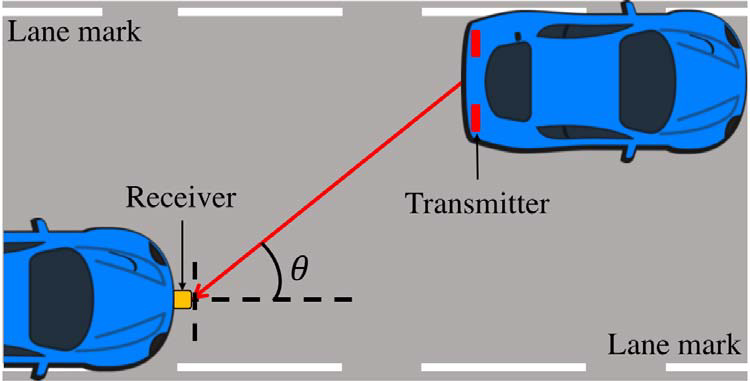 Lane mark
Receiver
Transmitter
θ
Lane mark